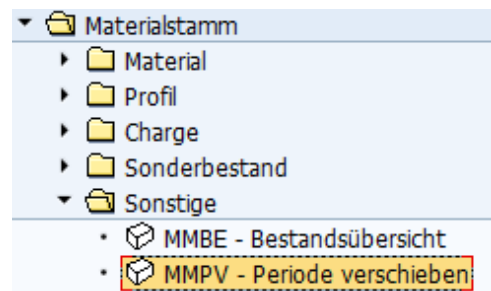 Materialstamm
Material
Profil
Charge
Sonderbestand
Sonstige
MMBE - Bestandsübersicht
MMPV - Periode verschieben